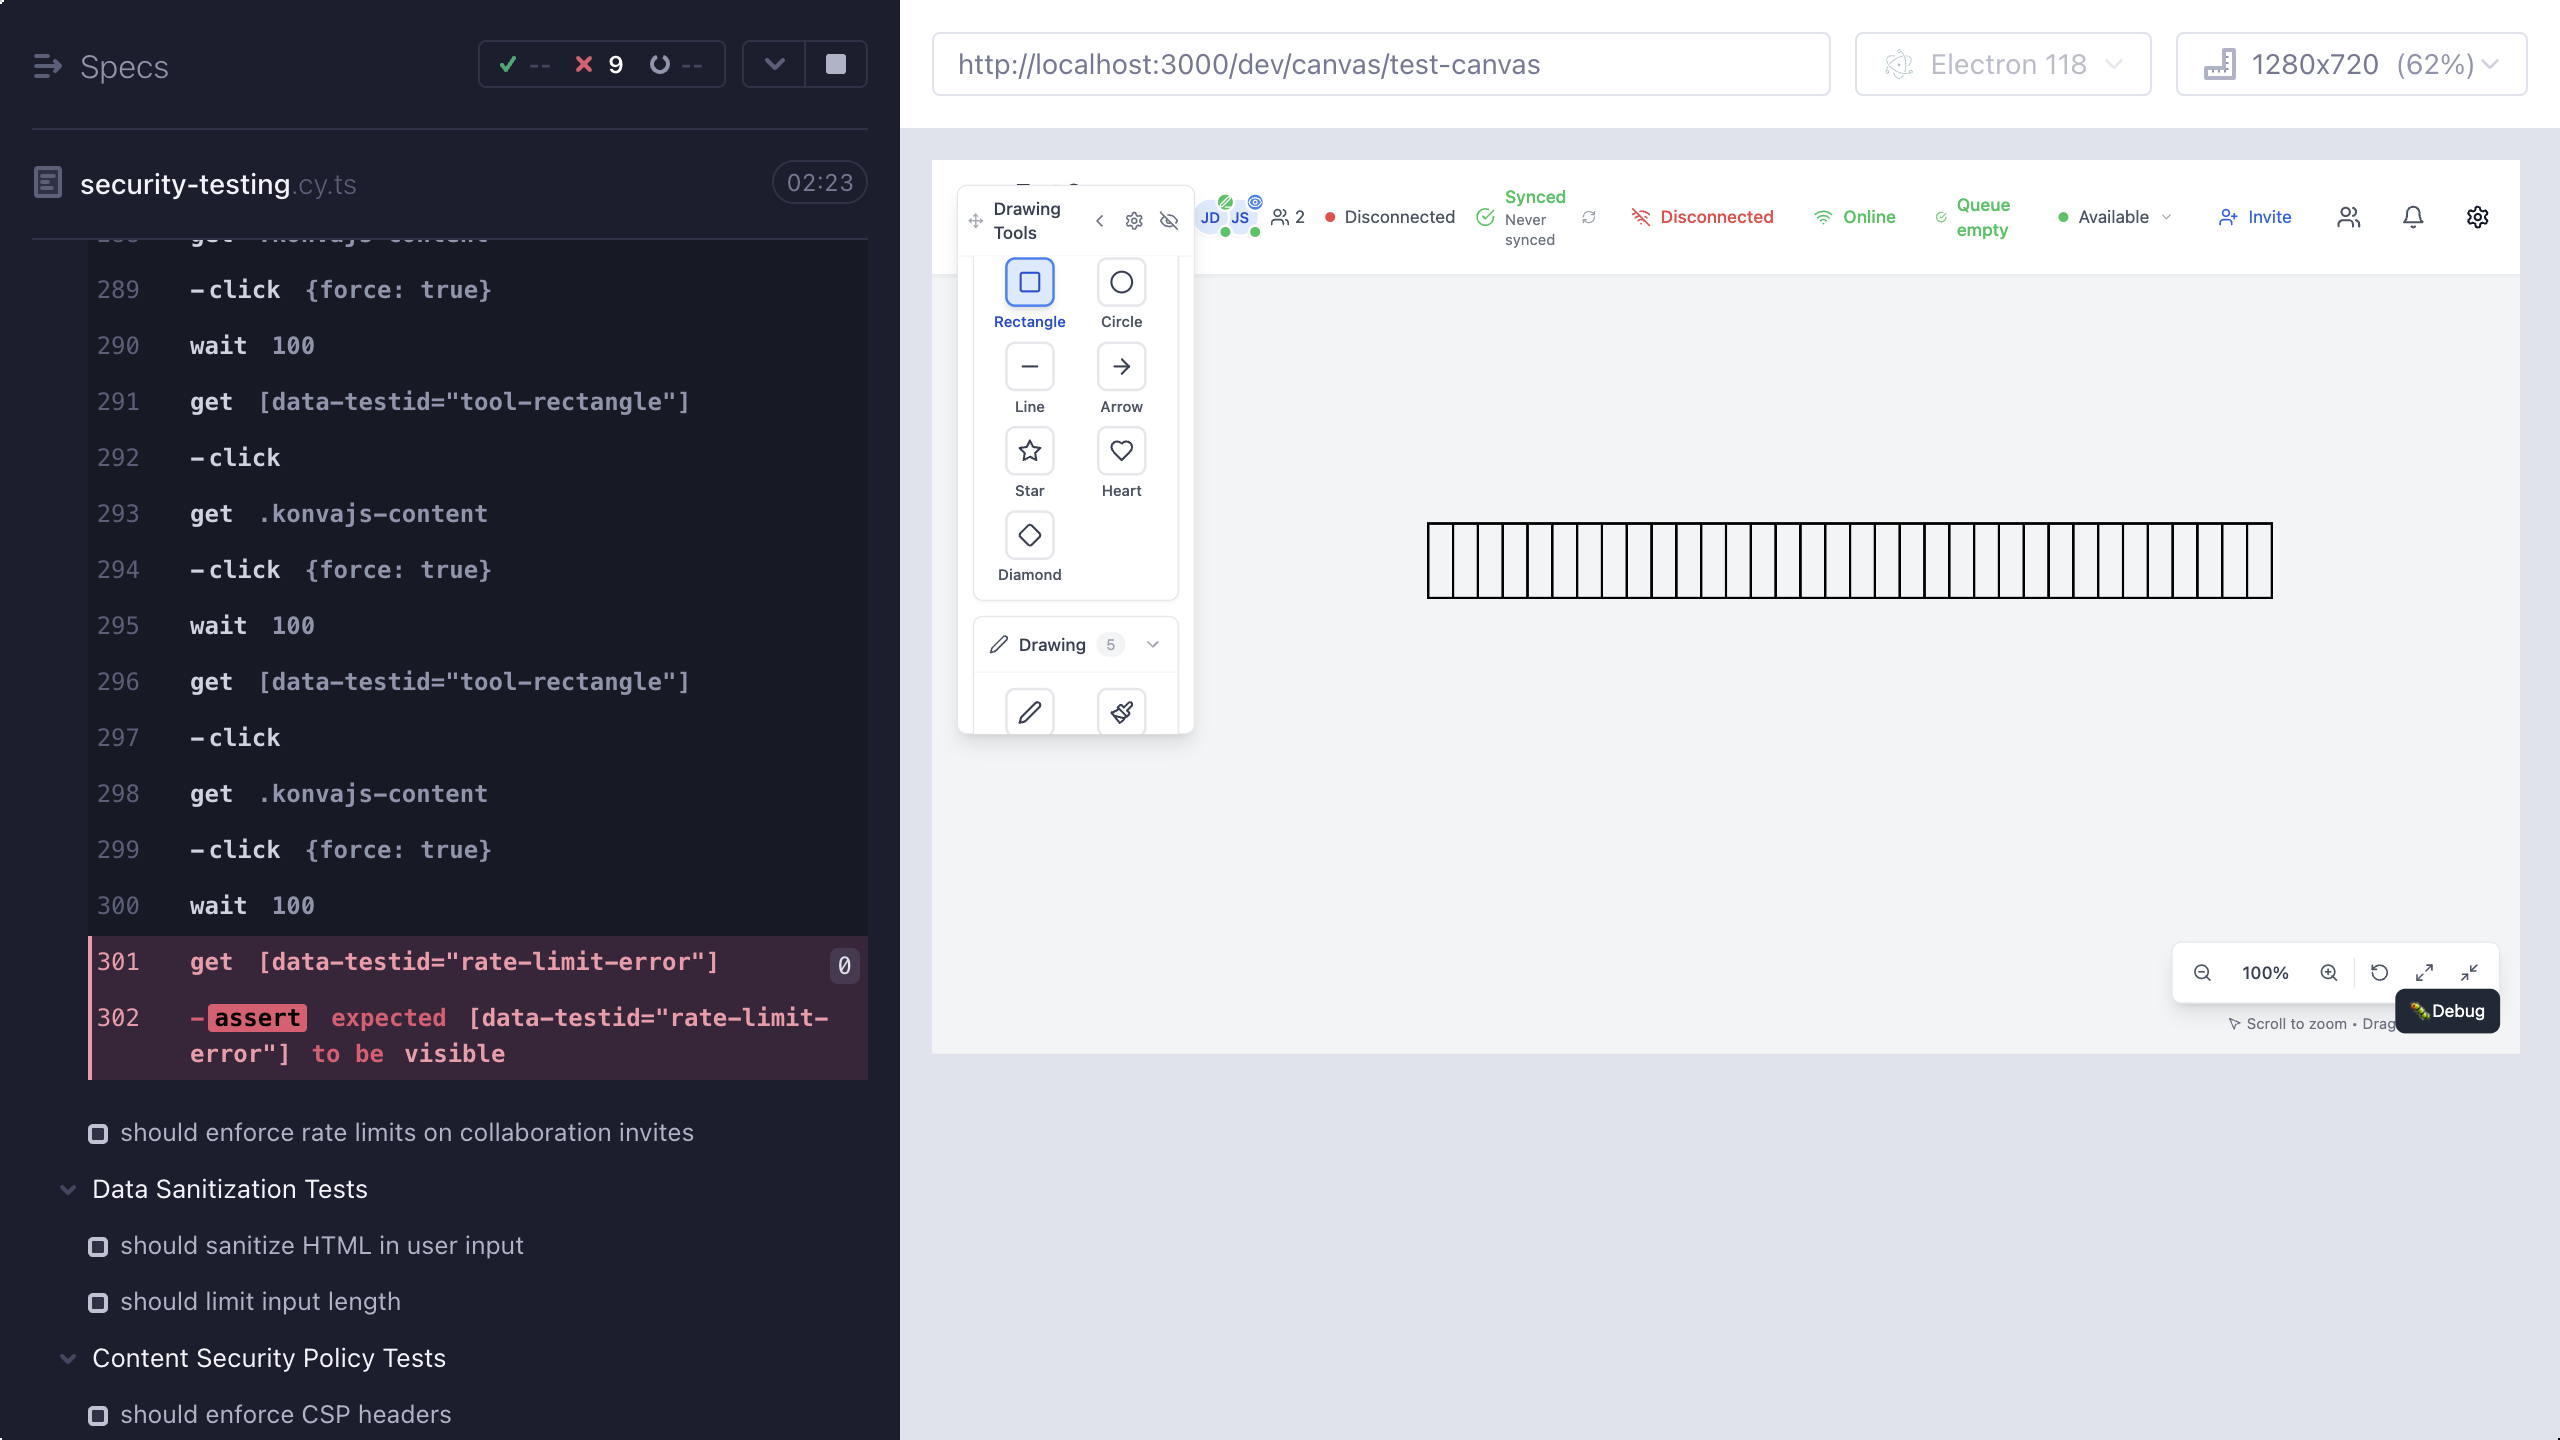 Specs
-- 9 --
security-testing.cy.ts
02:23
get .konvajs-content
289 -click {force: true}
290 wait 100
291 get [data-testid="tool-rectangle"]
292 -click
293 get .konvajs-content
294 -click {force: true}
295 wait 100
296 get [data-testid="tool-rectangle"]
297 -click
298 get .konvajs-content
299 -click {force: true}
300 wait 100
301 get [data-testid="rate-limit-error"] 0
302 -assert expected [data-testid="rate-limit-
error"] to be visible
should enforce rate limits on collaboration invites
Data Sanitization Tests
should sanitize HTML in user input
should limit input length
Content Security Policy Tests
should enforce CSP headers
http://localhost:3000/dev/canvas/test-canvas
Electron 118
1280x720 (62%)
Drawing
Tools
JD JS 2
Disconnected
Synced
Never
synced
Disconnected
Online
Queue
empty
Available
Invite
Rectangle Circle
Line Arrow
Star Heart
Diamond
Drawing 5
100%
Scroll to zoom • Drag
🐛Debug